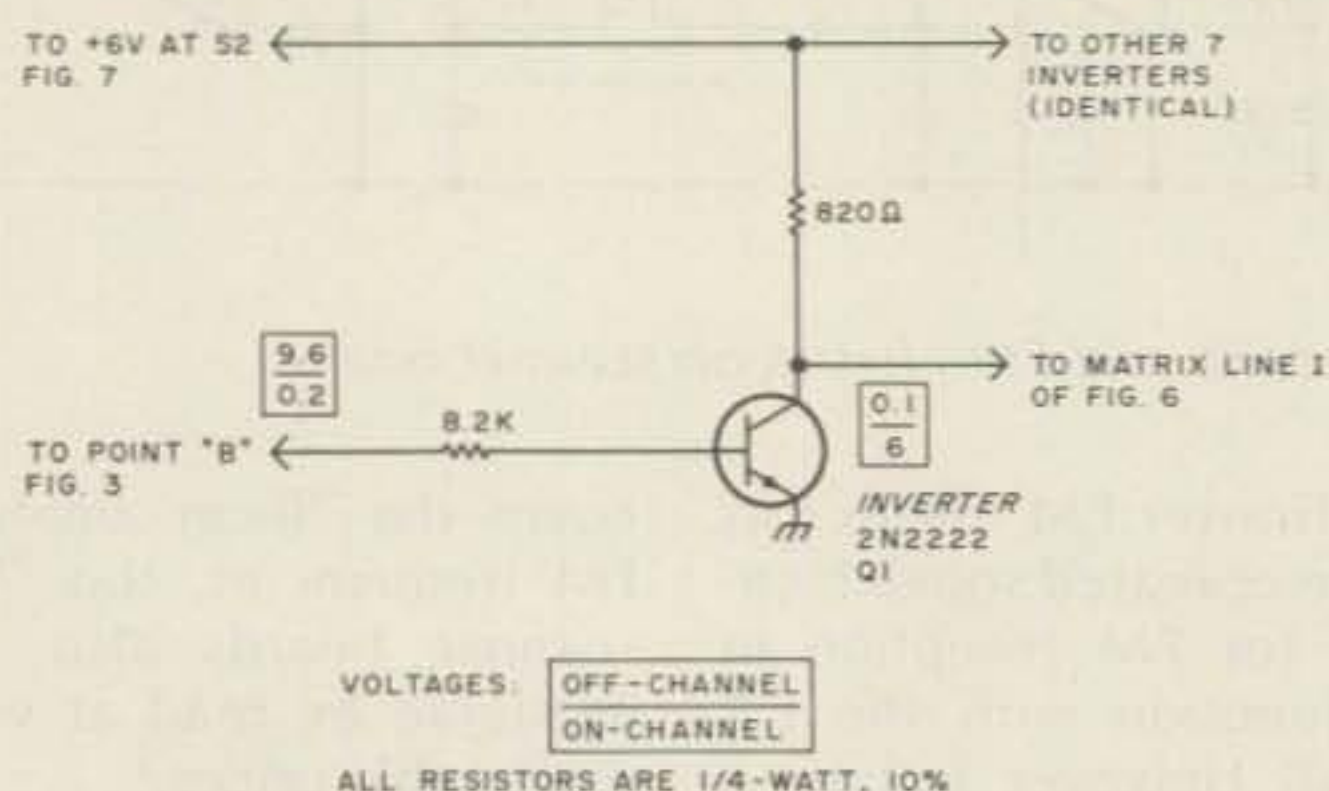 TO +6V AT S2
FIG. 7
TO OTHER 7
INVERTERS
(IDENTICAL)
820Ω
9.6
0.2
8.2K
TO POINT "B"
FIG. 3
TO MATRIX LINE I
OF FIG. 6
0.1
6
INVERTER
2N2222
Q1
VOLTAGES:
OFF-CHANNEL
ON-CHANNEL
ALL RESISTORS ARE 1/4-WATT, 10%